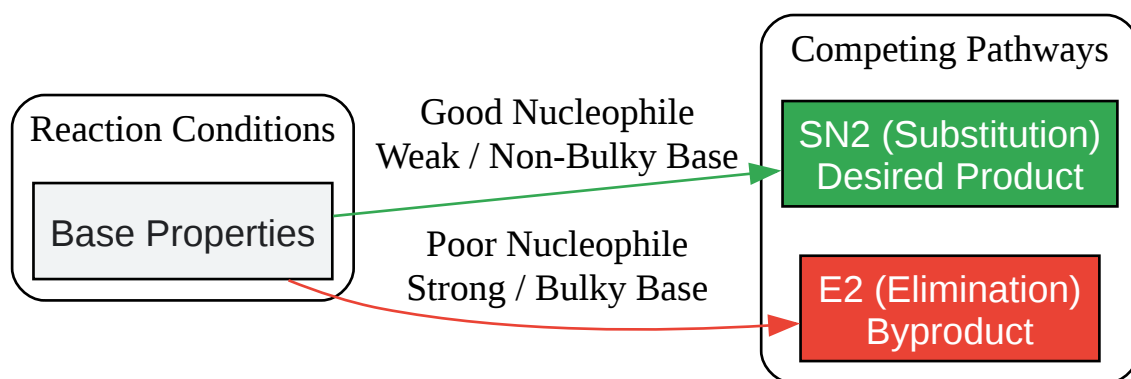 Reaction Conditions
Base Properties
Good Nucleophile
Weak / Non-Bulky Base
Poor Nucleophile
Strong / Bulky Base
Competing Pathways
SN2 (Substitution)
Desired Product
E2 (Elimination)
Byproduct